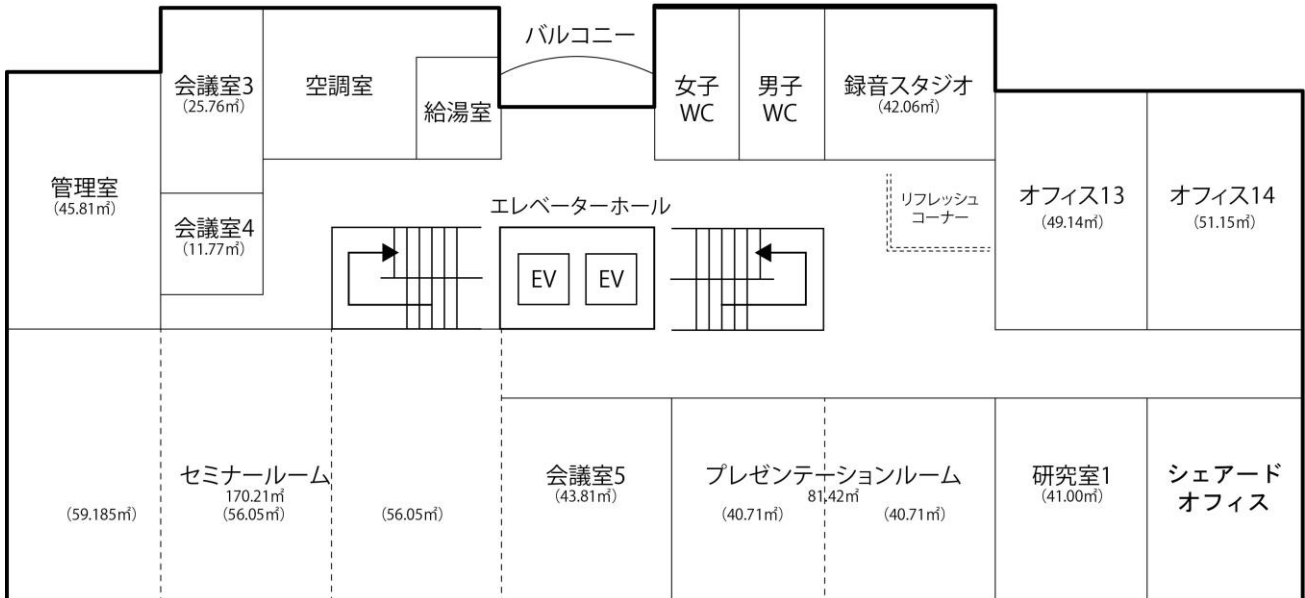 バルコニー
会議室3
(25.76㎡)
空調室
給湯室
女子
WC
男子
WC
録音スタジオ
(42.06㎡)
管理室
(45.81㎡)
会議室4
(11.77㎡)
エレベーターホール
EV
EV
リフレッシュ
コーナー
オフィス13
(49.14㎡)
オフィス14
(51.15㎡)
セミナールーム
170.21㎡
(59.185㎡)
(56.05㎡)
(56.05㎡)
会議室5
(43.81㎡)
プレゼンテーションルーム
81.42㎡
(40.71㎡)
(40.71㎡)
研究室1
(41.00㎡)
シェアード
オフィス